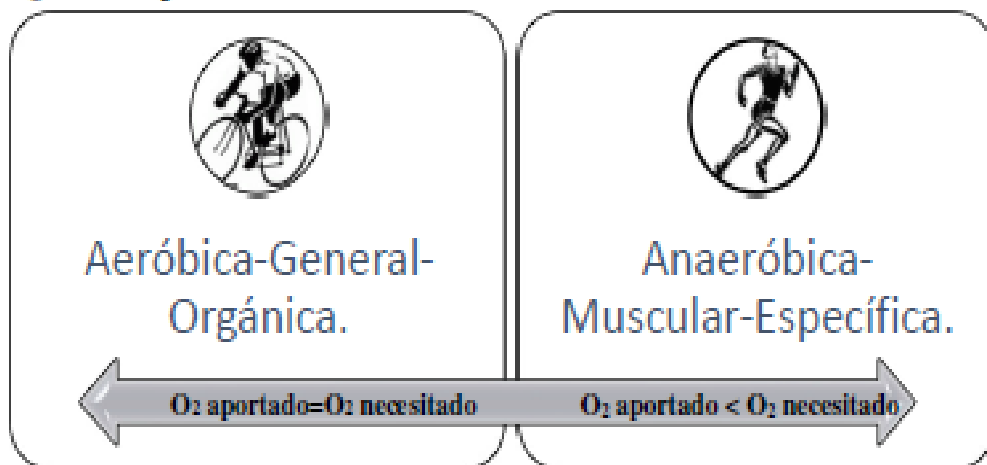 Aeróbica-General-
Orgánica.
Anaeróbica-
Muscular-Específica.
O₂ aportado=O₂ necesitado
O₂ aportado < O₂ necesitado